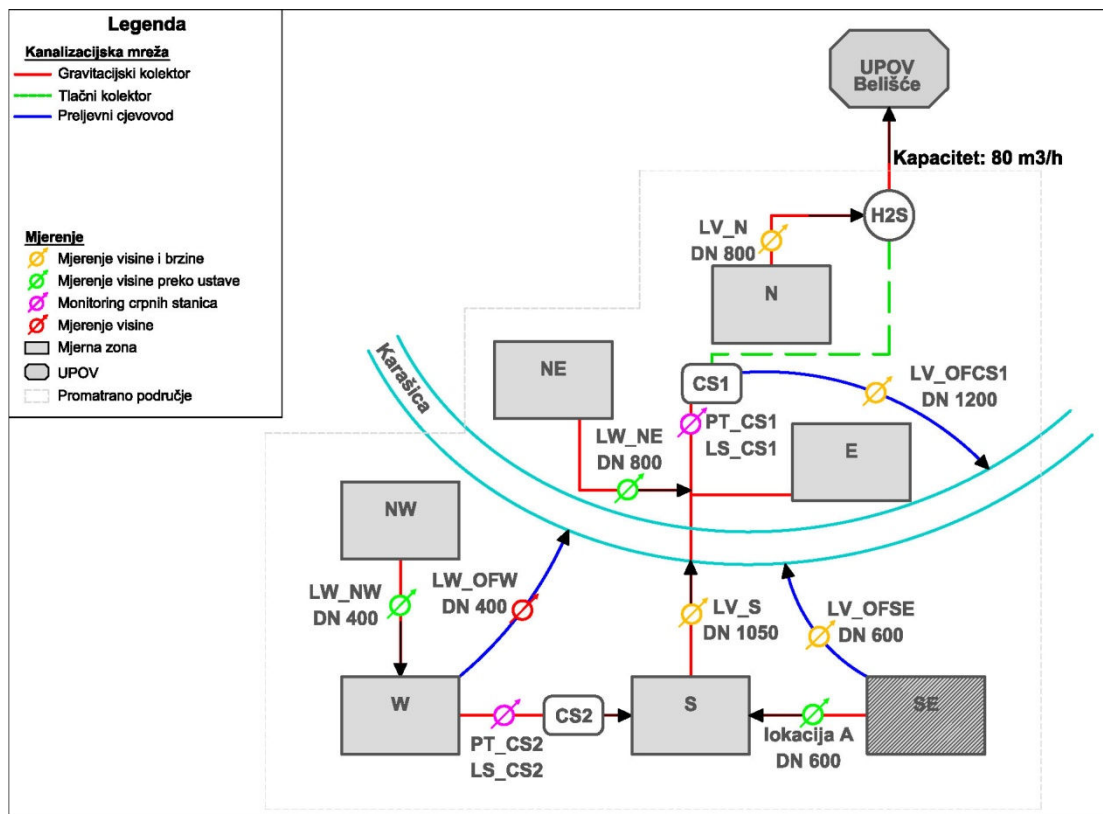 Legenda
Kanalizacijska mreža
Gravitacijski kolektor
Tlačni kolektor
Preljevni cjevovod
Mjerenje
Mjerenje visine i brzine
Mjerenje visine preko ustave
Monitoring crpnih stanica
Mjerenje visine
Mjerna zona
UPOV
Promatrano područje
UPOV
Belišće
Kapacitet: 80 m3/h
H2S
LV_N
DN 800
N
Karašica
NE
CS1
LV_OFCS1
DN 1200
PT_CS1
LS_CS1
LW_NE
DN 800
E
NW
LW_NW
DN 400
LW_OFW
DN 400
LV_S
DN 1050
LV_OFSE
DN 600
W
CS2
S
SE
PT_CS2
LS_CS2
lokacija A
DN 600